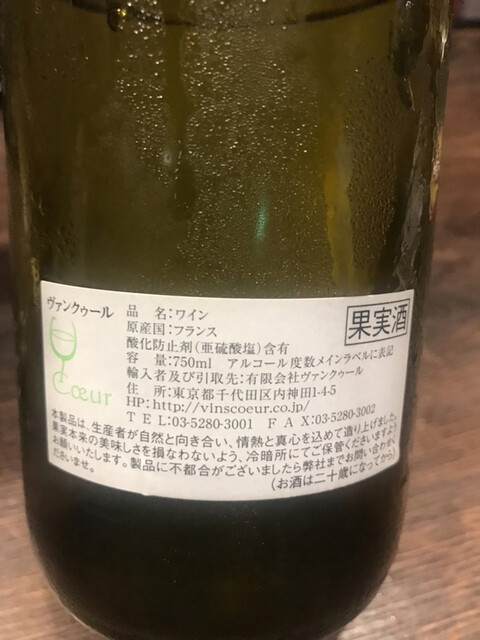 ヴァンクゥール
Cœur
果実酒
品 名:ワイン
原産国:フランス
酸化防止剤(亜硫酸塩)含有
容 量:750ml アルコール度数メインラベルに表記
輸入者及び引取先:有限会社ヴァンクゥール
住 所:東京都千代田区内神田1-4-5
HP:http://vinscoeur.co.jp/
TEL:03-5280-3001 FAX:03-5280-3002
本製品は、生産者が自然と向き合い、情熱と真心を込めて造り上げました。
果実本来の美味しさを損なわないよう、冷暗所にてご保管くださいますよう
お願いいたします。製品に不都合がございましたら弊社までお問い合わせ
くださいませ。
(お酒は二十歳になってから)